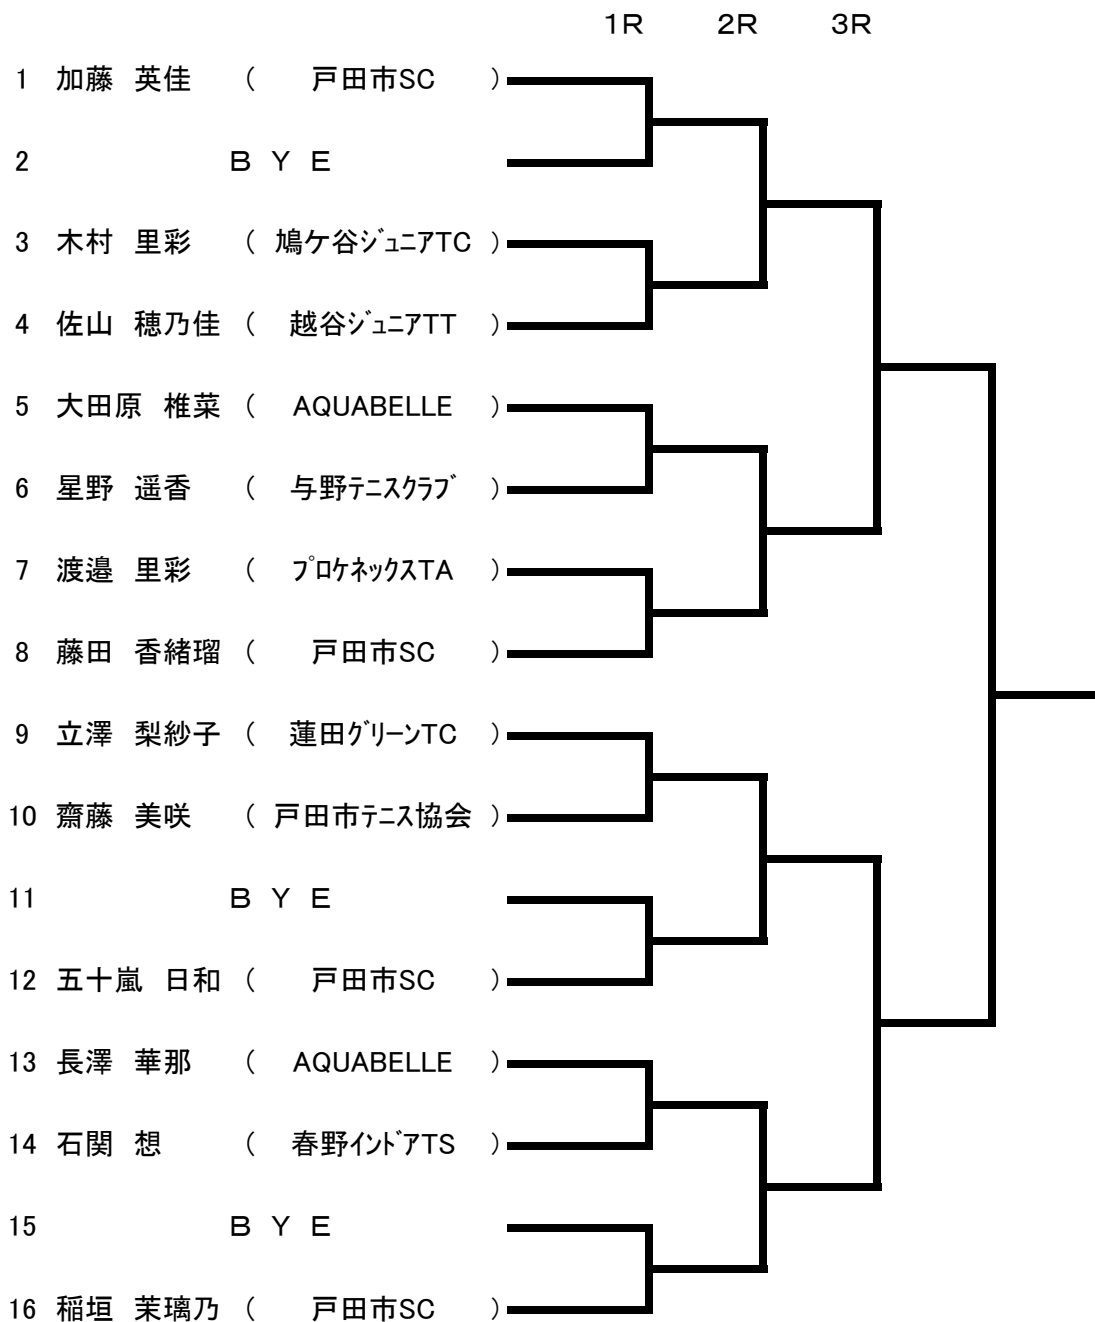 １Ｒ　２Ｒ　３Ｒ
1 加藤　英佳 （ 戸田市SC ）
2 Ｂ Ｙ Ｅ
3 木村　里彩 （ 鳩ケ谷ｼﾞｭﾆｱTC ）
4 佐山　穂乃佳 （ 越谷ｼﾞｭﾆｱTT ）
5 大田原　椎菜 （ AQUABELLE ）
6 星野　遥香 （ 与野ﾃﾆｽｸﾗﾌﾞ ）
7 渡邉　里彩 （ ﾌﾟﾛｹﾈｯｸｽTA ）
8 藤田　香緒瑠 （ 戸田市SC ）
9 立澤　梨紗子 （ 蓮田ｸﾞﾘｰﾝTC ）
10 齋藤　美咲 （ 戸田市ﾃﾆｽ協会 ）
11 Ｂ Ｙ Ｅ
12 五十嵐　日和 （ 戸田市SC ）
13 長澤　華那 （ AQUABELLE ）
14 石関　想 （ 春野ｲﾝﾄﾞｱTS ）
15 Ｂ Ｙ Ｅ
16 稲垣　茉璃乃 （ 戸田市SC ）